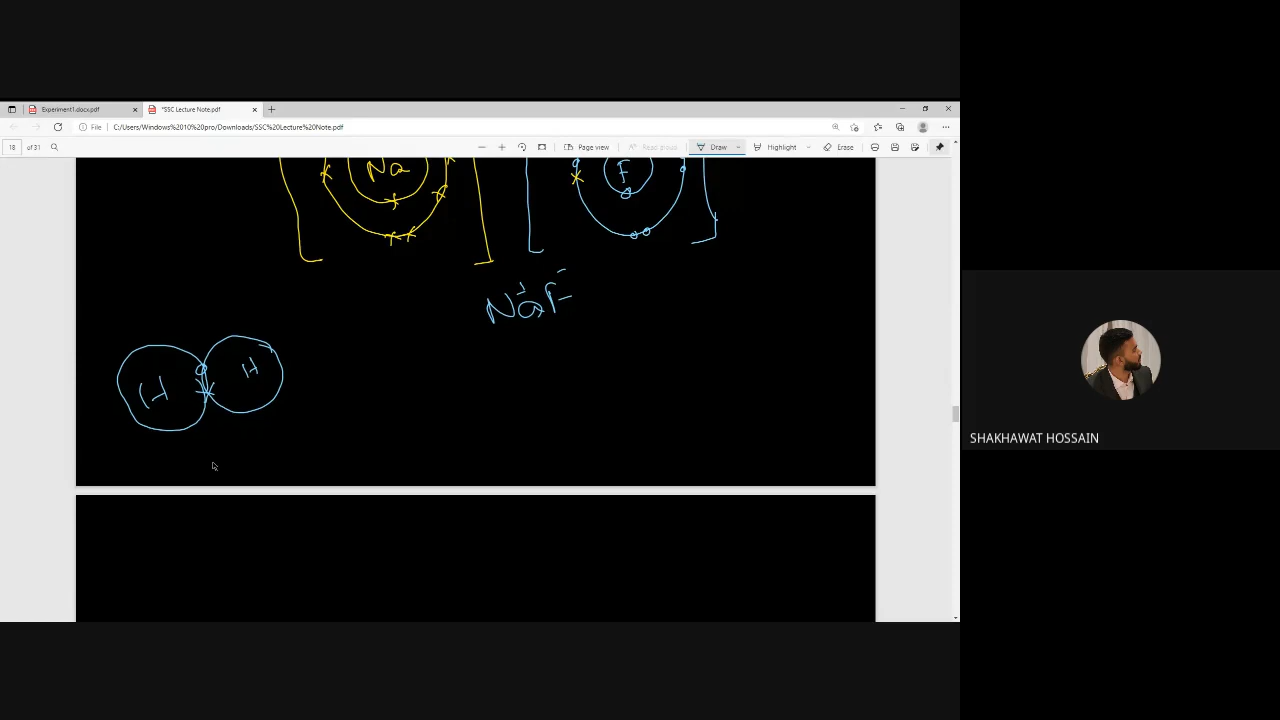 Experiment1.docx.pdf
*SSC Lecture Note.pdf
File
C:/Users/Windows%2010%20pro/Downloads/SSC%20Lecture%20Note.pdf
18 of 31
Page view
Read aloud
Draw
Highlight
Erase
Na
F
Na+F-
H H
SHAKHAWAT HOSSAIN